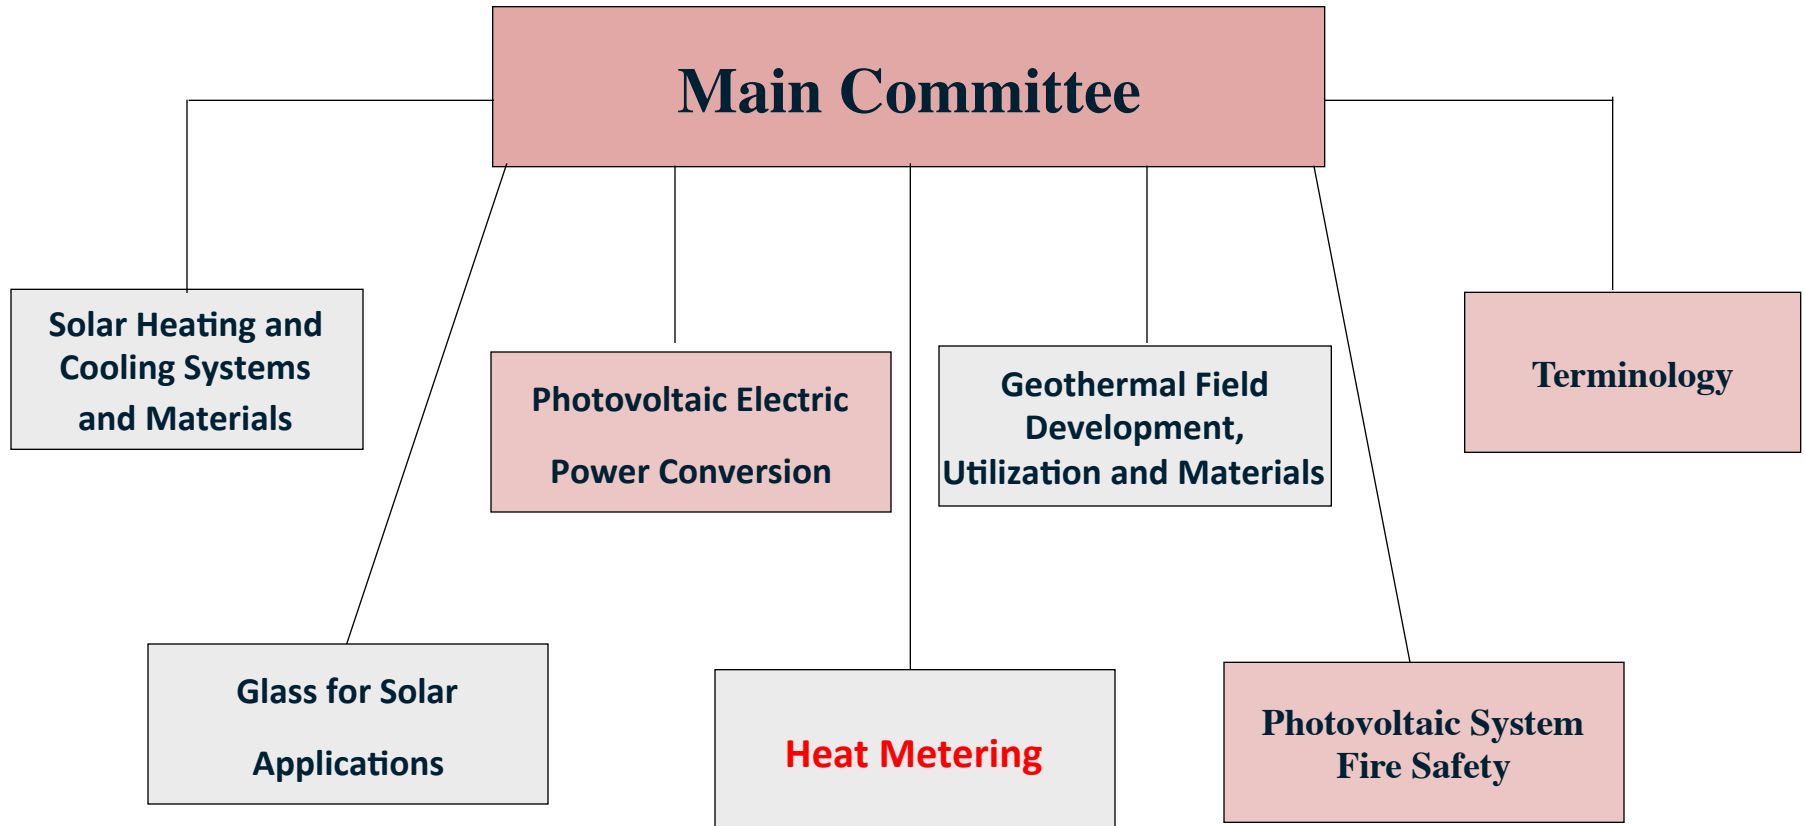 Main Committee
Solar Heating and
Cooling Systems
and Materials
Photovoltaic Electric
Power Conversion
Geothermal Field
Development,
Utilization and Materials
Terminology
Glass for Solar
Applications
Heat Metering
Photovoltaic System
Fire Safety